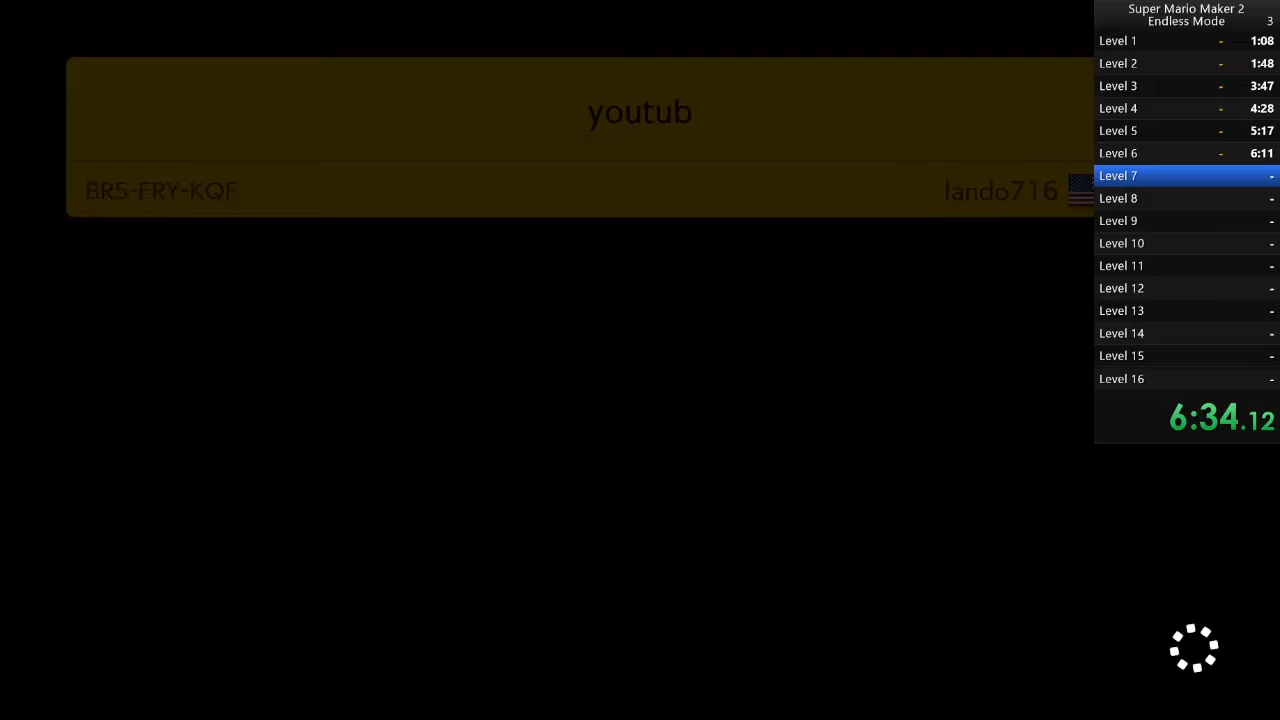 youtub
BR5-FRY-KQF
lando716
Super Mario Maker 2
Endless Mode 3
Level 1 - 1:08
Level 2 - 1:48
Level 3 - 3:47
Level 4 - 4:28
Level 5 - 5:17
Level 6 - 6:11
Level 7 -
Level 8 -
Level 9 -
Level 10 -
Level 11 -
Level 12 -
Level 13 -
Level 14 -
Level 15 -
Level 16 -
6:34.12